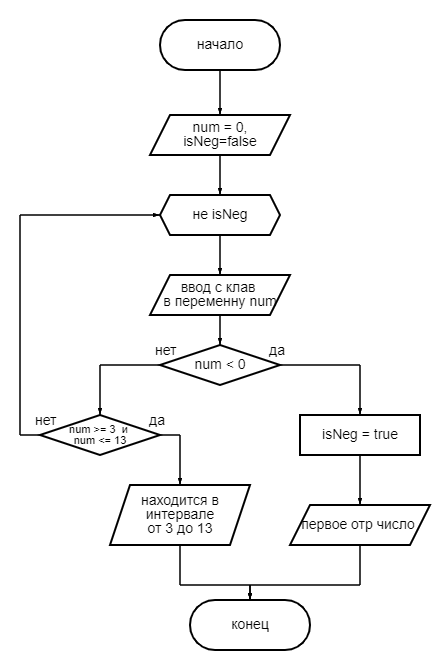 начало
num = 0,
isNeg=false
не isNeg
ввод с клав
в переменну num
нет
num < 0
да
нет
num >= 3 и
num <= 13
да
isNeg = true
находится в
интервале
от 3 до 13
первое отр число
конец